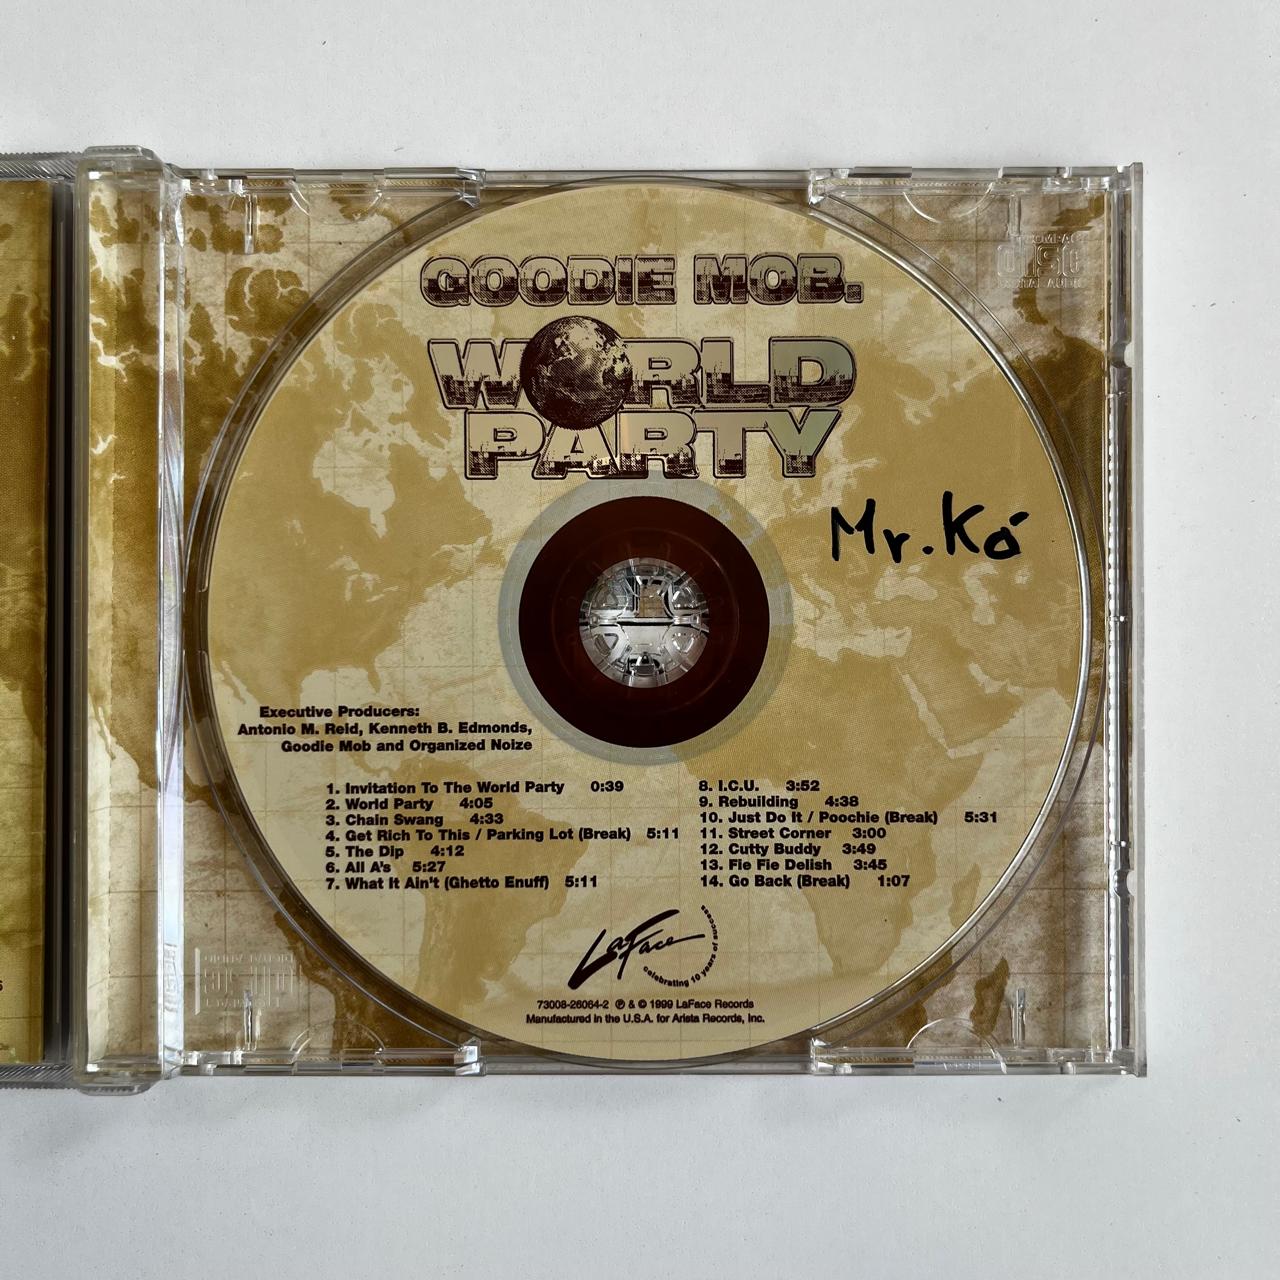 GOODIE MOB.
WORLD
PARTY
Mr. Kó
Executive Producers:
Antonio M. Reid, Kenneth B. Edmonds,
Goodie Mob and Organized Noize
1. Invitation To The World Party 0:39
2. World Party 4:05
3. Chain Swang 4:33
4. Get Rich To This / Parking Lot (Break) 5:11
5. The Dip 4:12
6. All A's 5:27
7. What It Ain't (Ghetto Enuff) 5:11
8. I.C.U. 3:52
9. Rebuilding 4:38
10. Just Do It / Poochie (Break) 5:31
11. Street Corner 3:00
12. Cutty Buddy 3:49
13. Fie Fie Delish 3:45
14. Go Back (Break) 1:07
LaFace
celebrating 10 years of success
73008-26064-2 ℗ & © 1999 LaFace Records
Manufactured in the U.S.A. for Arista Records, Inc.
COMPACT
disc
DIGITAL AUDIO